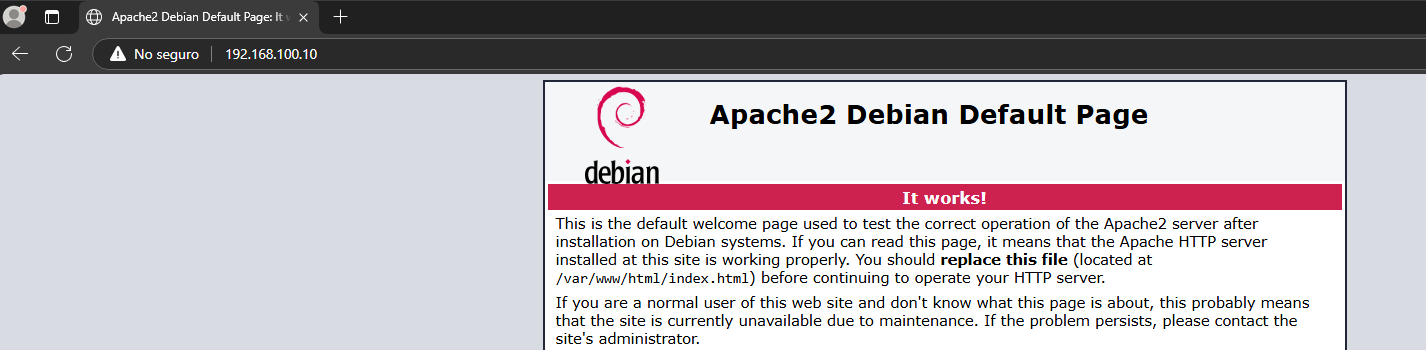 Apache2 Debian Default Page: It w
No seguro
192.168.100.10
debian
Apache2 Debian Default Page
It works!
This is the default welcome page used to test the correct operation of the Apache2 server after
installation on Debian systems. If you can read this page, it means that the Apache HTTP server
installed at this site is working properly. You should replace this file (located at
/var/www/html/index.html) before continuing to operate your HTTP server.
If you are a normal user of this web site and don't know what this page is about, this probably means
that the site is currently unavailable due to maintenance. If the problem persists, please contact the
site's administrator.